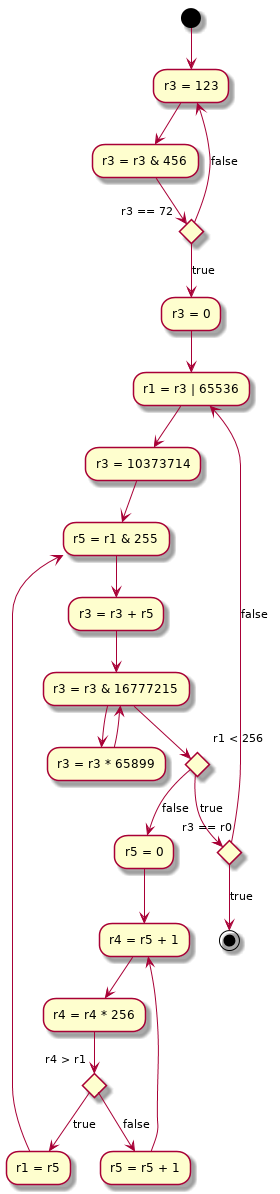 r3 = 123
r3 = r3 & 456
r3 == 72
false
true
r3 = 0
r1 = r3 | 65536
r3 = 10373714
r5 = r1 & 255
r3 = r3 + r5
false
r3 = r3 & 16777215
r1 < 256
r3 = r3 * 65899
false
true
r3 == r0
r5 = 0
true
r4 = r5 + 1
r4 = r4 * 256
r4 > r1
true
false
r1 = r5
r5 = r5 + 1